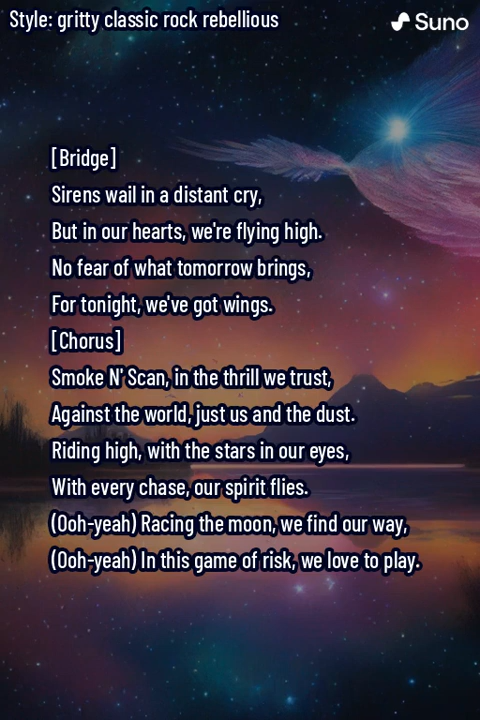 Style: gritty classic rock rebellious
Suno
[Bridge]
Sirens wail in a distant cry,
But in our hearts, we're flying high.
No fear of what tomorrow brings,
For tonight, we've got wings.
[Chorus]
Smoke N' Scan, in the thrill we trust,
Against the world, just us and the dust.
Riding high, with the stars in our eyes,
With every chase, our spirit flies.
(Ooh-yeah) Racing the moon, we find our way,
(Ooh-yeah) In this game of risk, we love to play.